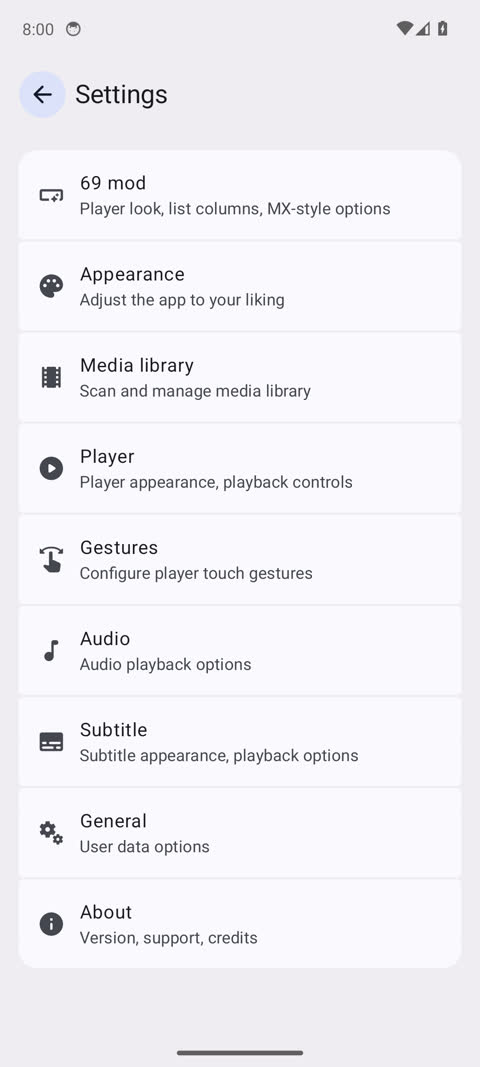 8:00
Settings
69 mod
Player look, list columns, MX-style options
Appearance
Adjust the app to your liking
Media library
Scan and manage media library
Player
Player appearance, playback controls
Gestures
Configure player touch gestures
Audio
Audio playback options
Subtitle
Subtitle appearance, playback options
General
User data options
About
Version, support, credits